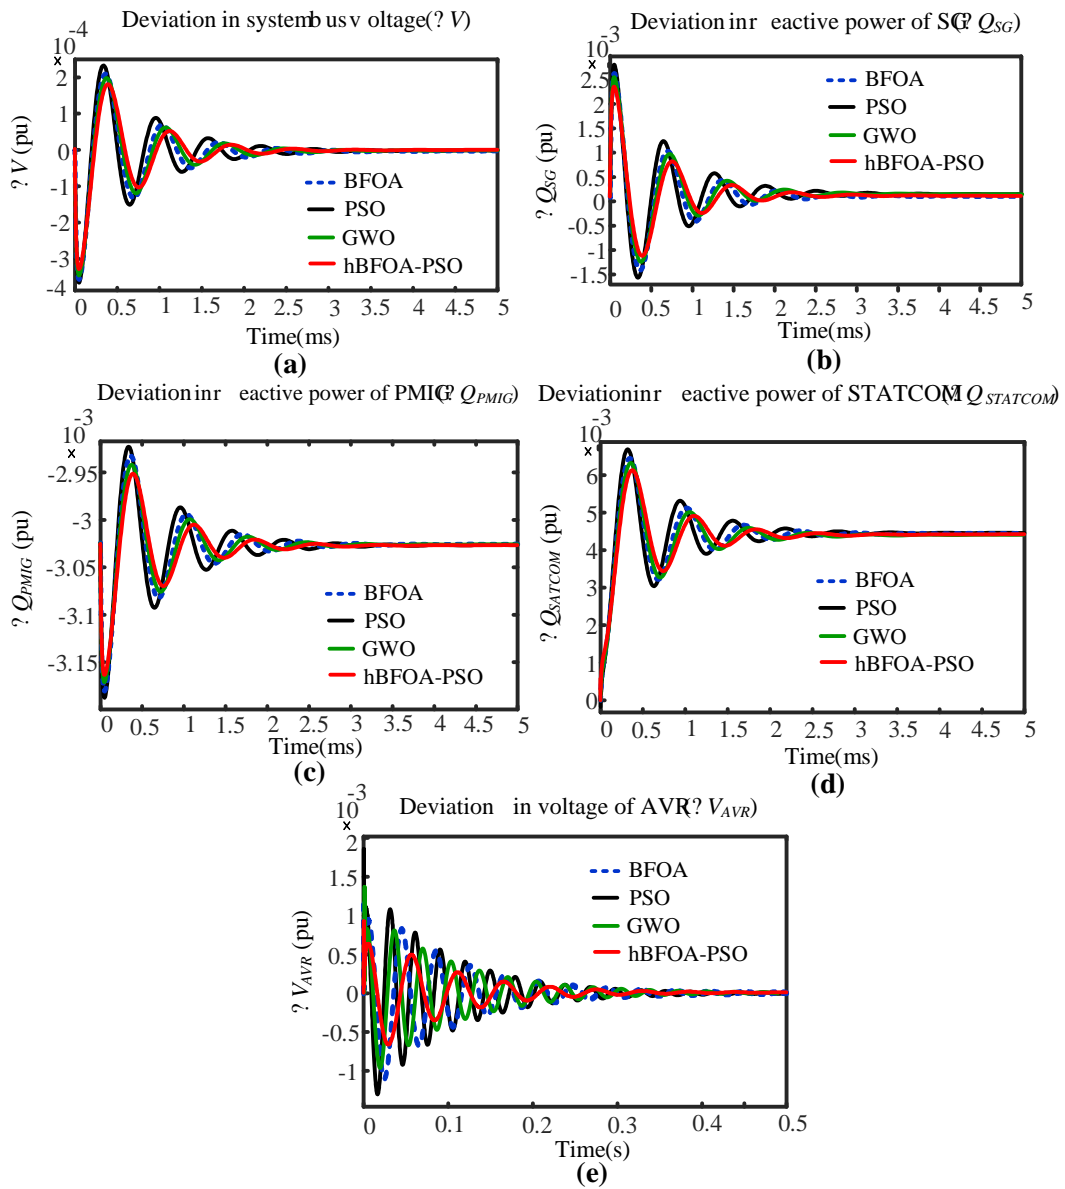 Deviation in system bus v oltage(? V)
10-4
x
2
1
0
-1
-2
-3
-4
? V (pu)
BFOA
PSO
GWO
hBFOA-PSO
0 0.5 1 1.5 2 2.5 3 3.5 4 4.5 5
Time(ms)
(a)
Deviation in r eactive power of SG(? QSG)
10-3
x
2.5
2
1.5
1
0.5
0
-0.5
-1
-1.5
? QSG (pu)
BFOA
PSO
GWO
hBFOA-PSO
0 0.5 1 1.5 2 2.5 3 3.5 4 4.5 5
Time(ms)
(b)
Deviation in r eactive power of PMIG(? QPMIG)
10-3
x
-2.95
-3
-3.05
-3.1
-3.15
? QPMIG (pu)
BFOA
PSO
GWO
hBFOA-PSO
0 0.5 1 1.5 2 2.5 3 3.5 4 4.5 5
Time(ms)
(c)
Deviation in r eactive power of STATCOM(? QSTATCOM)
10-3
x
6
5
4
3
2
1
0
? QSATCOM (pu)
BFOA
PSO
GWO
hBFOA-PSO
0 0.5 1 1.5 2 2.5 3 3.5 4 4.5 5
Time(ms)
(d)
Deviation in voltage of AVR(? VAVR)
10-3
x
2
1.5
1
0.5
0
-0.5
-1
? VAVR (pu)
BFOA
PSO
GWO
hBFOA-PSO
0 0.1 0.2 0.3 0.4 0.5
Time(s)
(e)